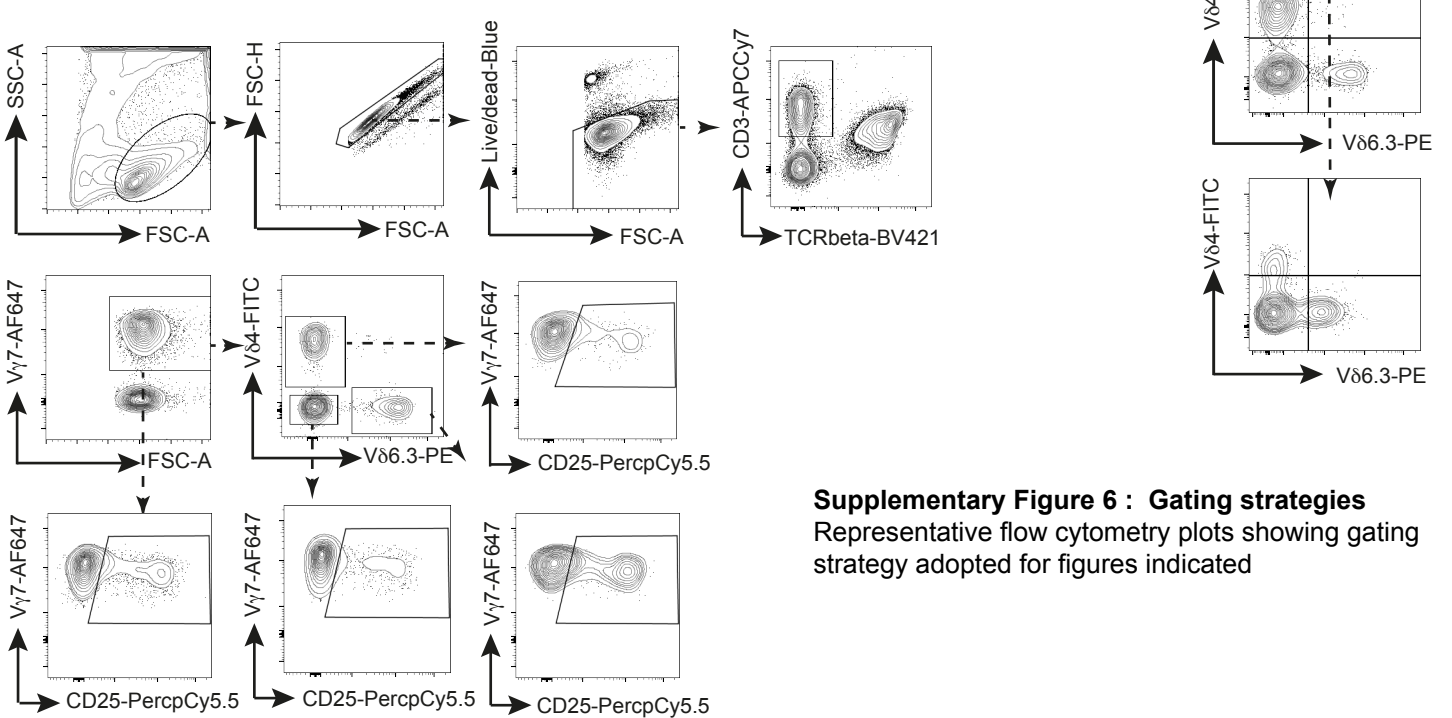 SSC-A
FSC-A
FSC-H
FSC-A
Live/dead-Blue
FSC-A
CD3-APCCy7
TCRbeta-BV421
Vδ4
Vδ6.3-PE
Vδ4-FITC
Vδ6.3-PE
Vγ7-AF647
FSC-A
Vδ4-FITC
Vδ6.3-PE
Vγ7-AF647
CD25-PercpCy5.5
Vγ7-AF647
CD25-PercpCy5.5
Vγ7-AF647
CD25-PercpCy5.5
Vγ7-AF647
CD25-PercpCy5.5
Supplementary Figure 6 : Gating strategies
Representative flow cytometry plots showing gating
strategy adopted for figures indicated